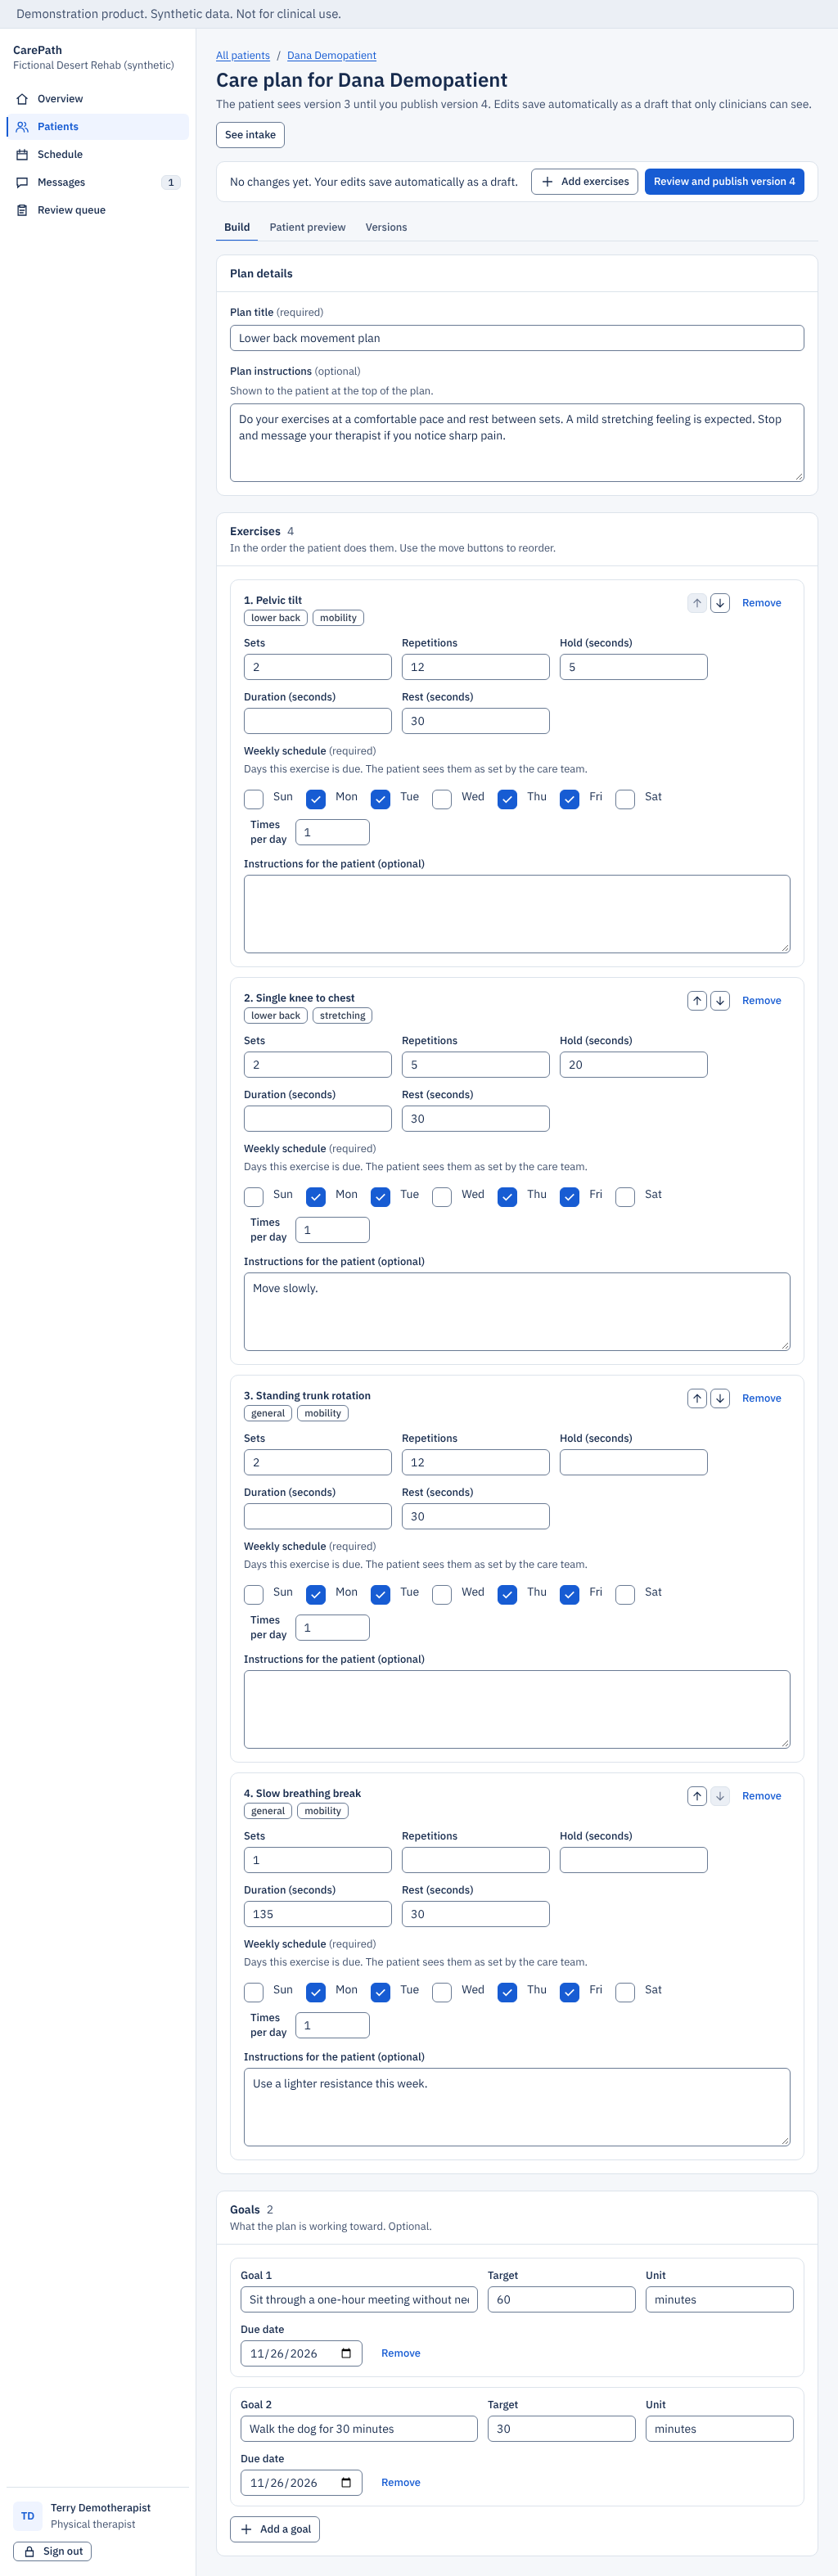 Demonstration product. Synthetic data. Not for clinical use.
CarePath
Fictional Desert Rehab (synthetic)
Overview
Patients
Schedule
Messages 1
Review queue
All patients / Dana Demopatient
Care plan for Dana Demopatient
The patient sees version 3 until you publish version 4. Edits save automatically as a draft that only clinicians can see.
See intake
No changes yet. Your edits save automatically as a draft.
Add exercises
Review and publish version 4
Build Patient preview Versions
Plan details
Plan title (required)
Lower back movement plan
Plan instructions (optional)
Shown to the patient at the top of the plan.
Do your exercises at a comfortable pace and rest between sets. A mild stretching feeling is expected. Stop
and message your therapist if you notice sharp pain.
Exercises 4
In the order the patient does them. Use the move buttons to reorder.
1. Pelvic tilt
Remove
lower back mobility
Sets Repetitions Hold (seconds)
2 12 5
Duration (seconds) Rest (seconds)
30
Weekly schedule (required)
Days this exercise is due. The patient sees them as set by the care team.
Sun Mon Tue Wed Thu Fri Sat
Times
per day
1
Instructions for the patient (optional)
2. Single knee to chest
Remove
lower back stretching
Sets Repetitions Hold (seconds)
2 5 20
Duration (seconds) Rest (seconds)
30
Weekly schedule (required)
Days this exercise is due. The patient sees them as set by the care team.
Sun Mon Tue Wed Thu Fri Sat
Times
per day
1
Instructions for the patient (optional)
Move slowly.
3. Standing trunk rotation
Remove
general mobility
Sets Repetitions Hold (seconds)
2 12
Duration (seconds) Rest (seconds)
30
Weekly schedule (required)
Days this exercise is due. The patient sees them as set by the care team.
Sun Mon Tue Wed Thu Fri Sat
Times
per day
1
Instructions for the patient (optional)
4. Slow breathing break
Remove
general mobility
Sets Repetitions Hold (seconds)
1
Duration (seconds) Rest (seconds)
135 30
Weekly schedule (required)
Days this exercise is due. The patient sees them as set by the care team.
Sun Mon Tue Wed Thu Fri Sat
Times
per day
1
Instructions for the patient (optional)
Use a lighter resistance this week.
Goals 2
What the plan is working toward. Optional.
Goal 1 Target Unit
Sit through a one-hour meeting without 60 minutes
Due date
11/26/2026 Remove
Goal 2 Target Unit
Walk the dog for 30 minutes 30 minutes
Due date
11/26/2026 Remove
Add a goal
TD
Terry Demotherapist
Physical therapist
Sign out